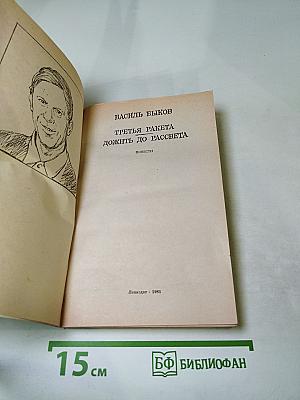 ВАСИЛЬ БЫКОВ
ТРЕТЬЯ РАКЕТА
ДОЖИТЬ ДО РАССВЕТА
ПОВЕСТИ
15 см
БФ БИБЛИОФАН